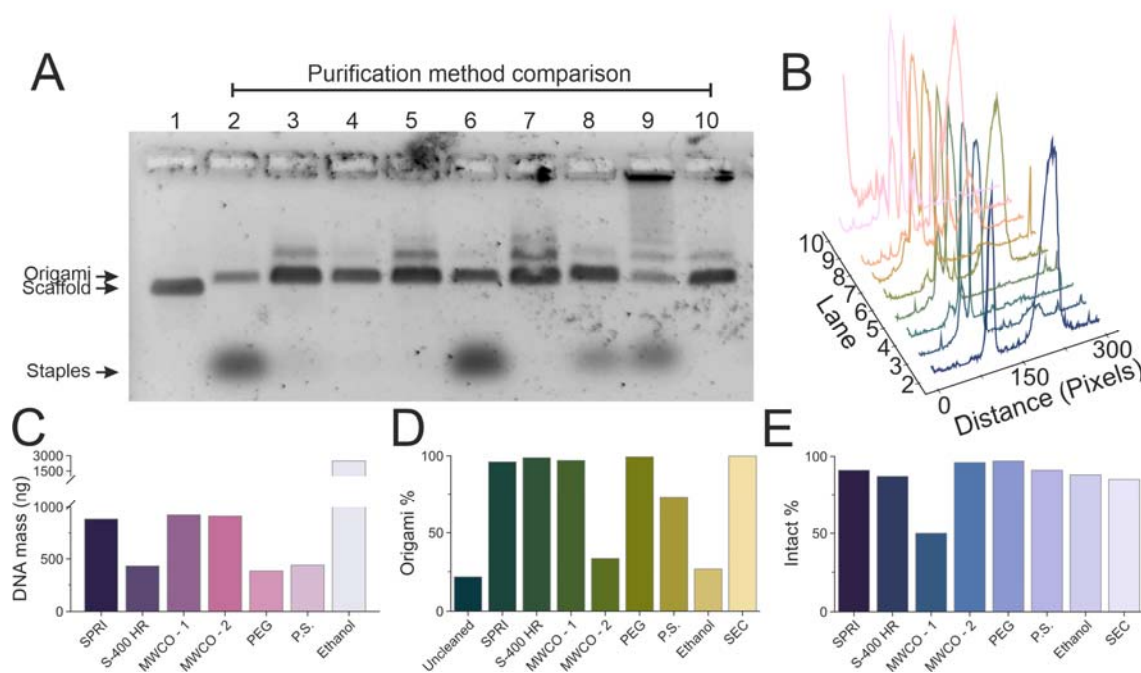 A
Purification method comparison
1 2 3 4 5 6 7 8 9 10
Origami
Scaffold
Staples
B
10
9
8
7
6
5
4
3
2
Lane
0
150
300
Distance (Pixels)
C
3000
1500
1000
500
0
DNA mass (ng)
SPRI
S-400 HR
MWCO - 1
MWCO - 2
PEG
P.S.
Ethanol
D
100
50
0
Origami %
Uncleaned
SPRI
S-400 HR
MWCO - 1
MWCO - 2
PEG
P.S.
Ethanol
SEC
E
100
50
0
Intact %
SPRI
S-400 HR
MWCO - 1
MWCO - 2
PEG
P.S.
Ethanol
SEC